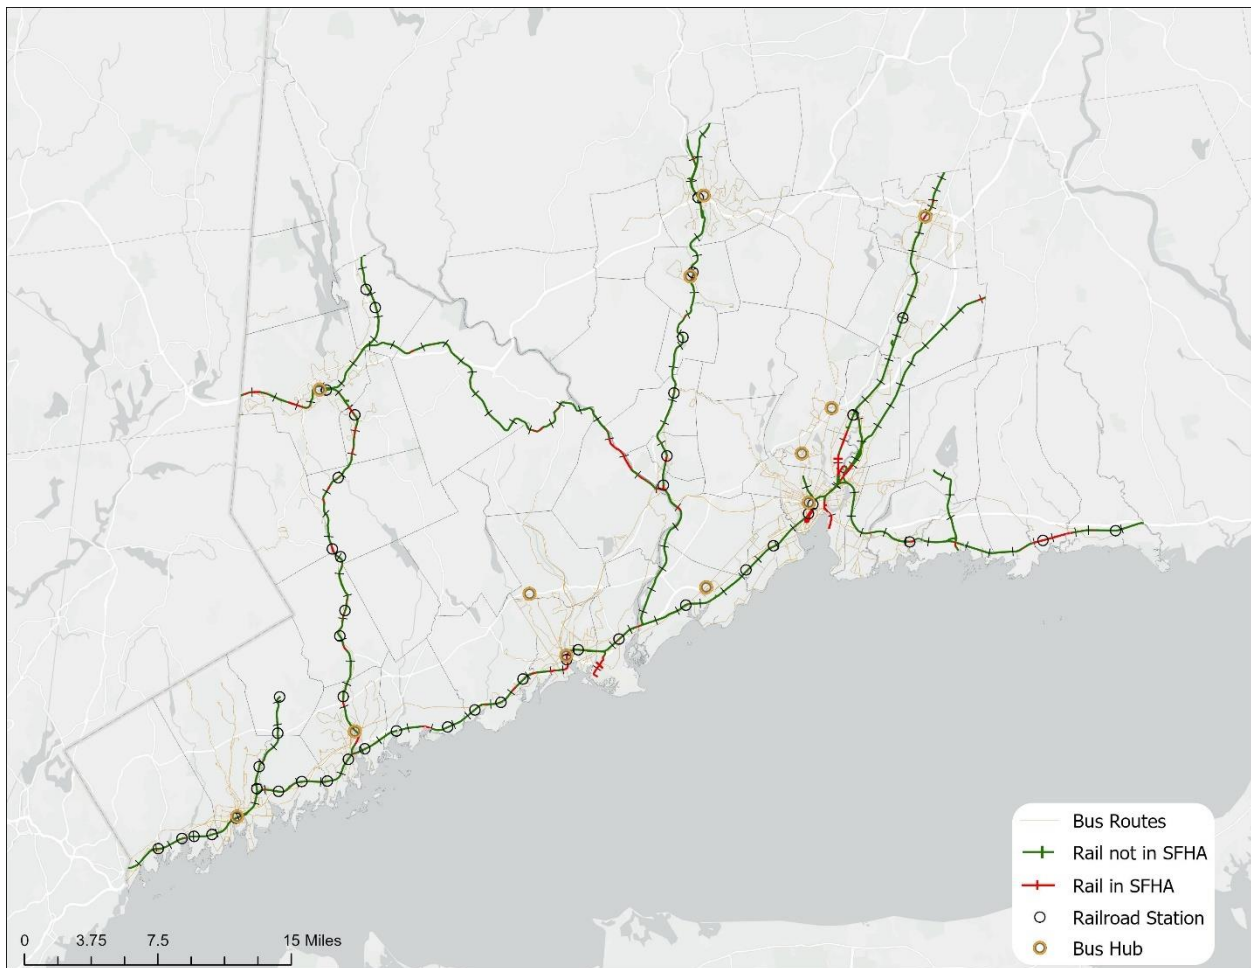 Bus Routes
Rail not in SFHA
Rail in SFHA
Railroad Station
Bus Hub
0 3.75 7.5 15 Miles